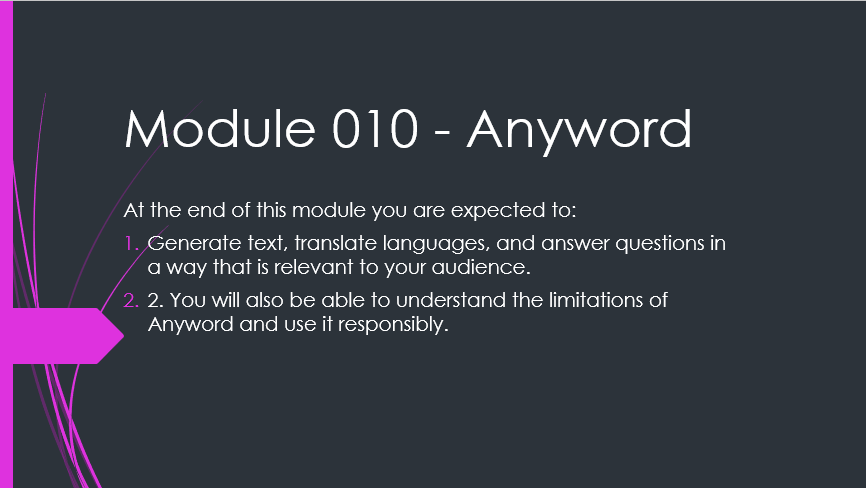 Module 010 - Anyword
At the end of this module you are expected to:
1. Generate text, translate languages, and answer questions in
a way that is relevant to your audience.
2. 2. You will also be able to understand the limitations of
Anyword and use it responsibly.